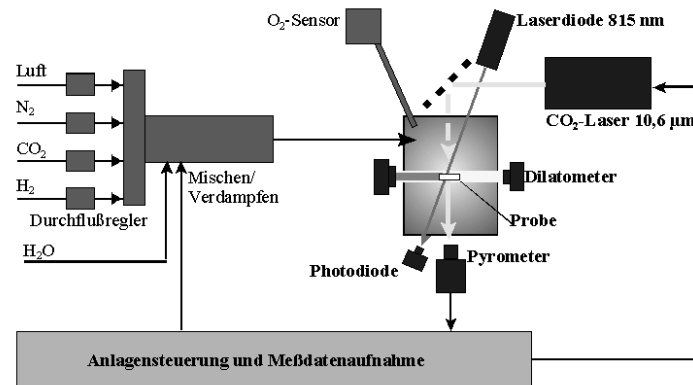 O₂-Sensor
Laserdiode 815 nm
Luft
N₂
CO₂
H₂
Durchflußregler
H₂O
Mischen/
Verdampfen
CO₂-Laser 10,6 µm
Dilatometer
Probe
Photodiode
Pyrometer
Anlagensteuerung und Meßdatenaufnahme